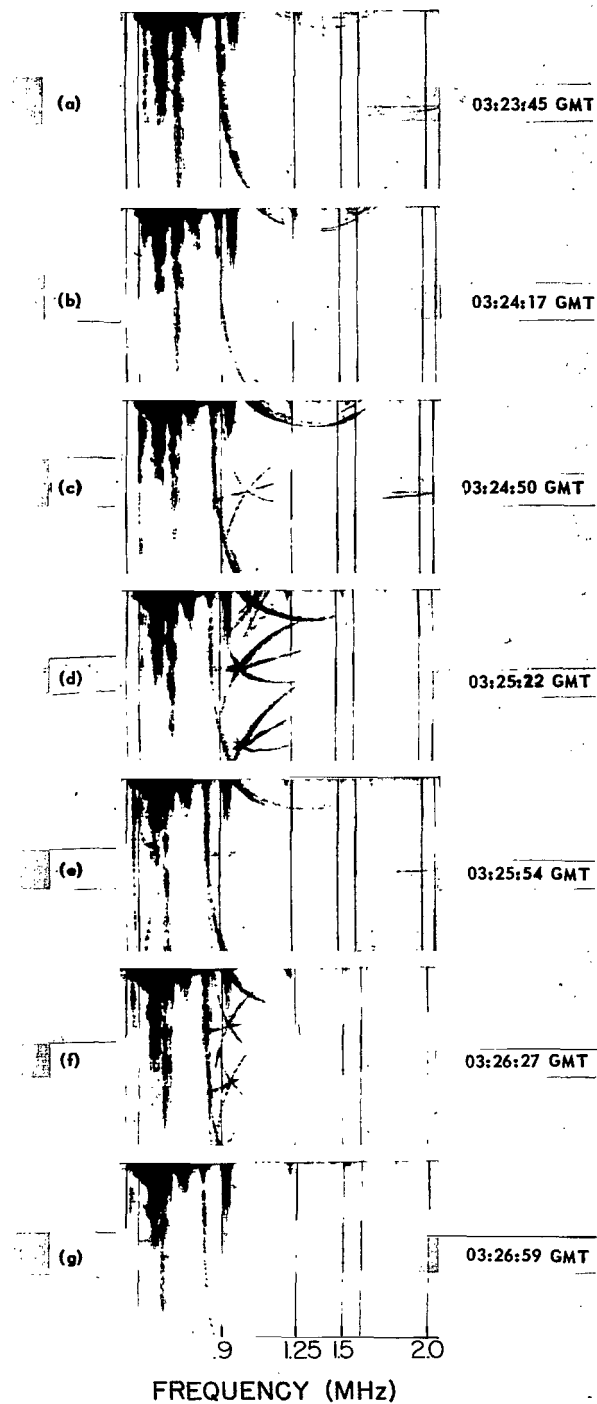 (a) 03:23:45 GMT
(b) 03:24:17 GMT
(c) 03:24:50 GMT
(d) 03:25:22 GMT
(e) 03:25:54 GMT
(f) 03:26:27 GMT
(g) 03:26:59 GMT
.9 1.25 1.5 2.0
FREQUENCY (MHz)